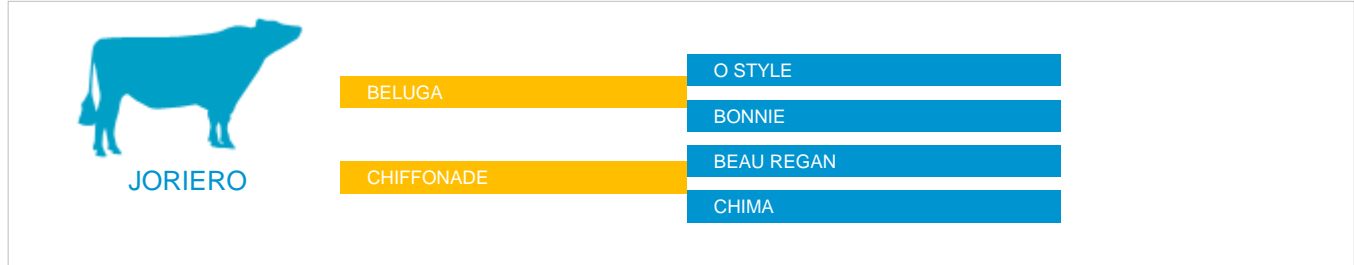 O STYLE
BELUGA
BONNIE
BEAU REGAN
JORIERO
CHIFFONADE
CHIMA